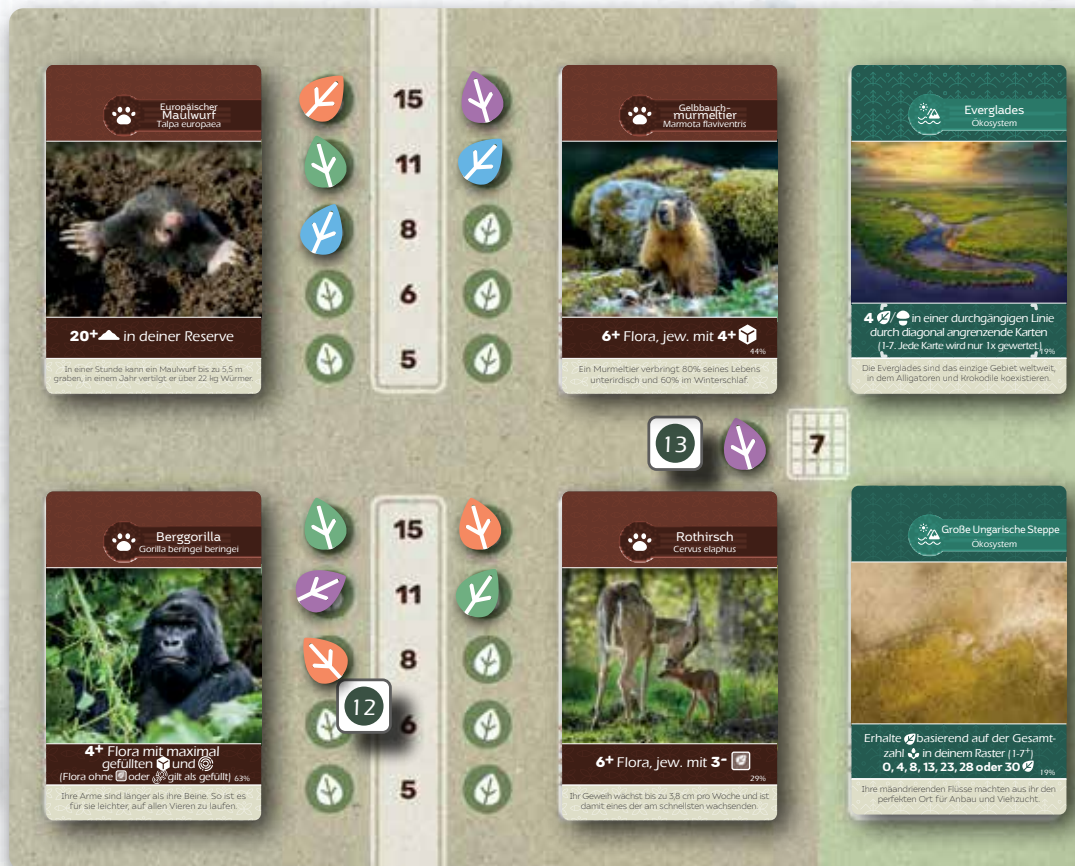 Europäischer
Maulwurf
Talpa europaea
20+ in deiner Reserve
In einer Stunde kann ein Maulwurf bis zu 5,5 m
graben, in einem Jahr vertilgt er über 22 kg Würmer.
15
11
8
6
5
Gelbbauch-
murmeltier
Marmota flaviventris
6+ Flora, jew. mit 4+
44%
Ein Murmeltier verbringt 80% seines Lebens
unterirdisch und 60% im Winterschlaf.
Everglades
Ökosystem
4 / in einer durchgängigen Linie
durch diagonal angrenzende Karten
(1-7. Jede Karte wird nur 1x gewertet.)
19%
Die Everglades sind das einzige Gebiet weltweit,
in dem Alligatoren und Krokodile koexistieren.
13
7
Berggorilla
Gorilla beringei beringei
4+ Flora mit maximal
gefüllten und
(Flora ohne oder gilt als gefüllt) 63%
Ihre Arme sind länger als ihre Beine. So ist es
für sie leichter, auf allen Vieren zu laufen.
15
11
8
12
6
5
Rothirsch
Cervus elaphus
6+ Flora, jew. mit 3-
29%
Ihr Geweih wächst bis zu 3,8 cm pro Woche und ist
damit eines der am schnellsten wachsenden.
Große Ungarische Steppe
Ökosystem
Erhalte basierend auf der Gesamt-
zahl in deinem Raster (1-7+)
0, 4, 8, 13, 23, 28 oder 30
19%
Ihre mäandrierenden Flüsse machten aus ihr den
perfekten Ort für Anbau und Viehzucht.